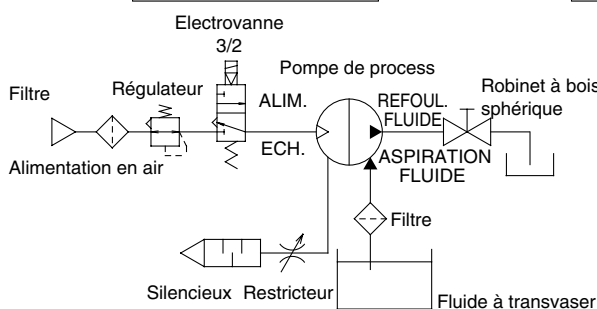 Electrovanne
3/2
Pompe de process
Régulateur
Filtre
ALIM.
REFOUL.
FLUIDE
Robinet à bois
sphérique
ECH.
ASPIRATION
FLUIDE
Alimentation en air
Filtre
Silencieux
Restricteur
Fluide à transvaser